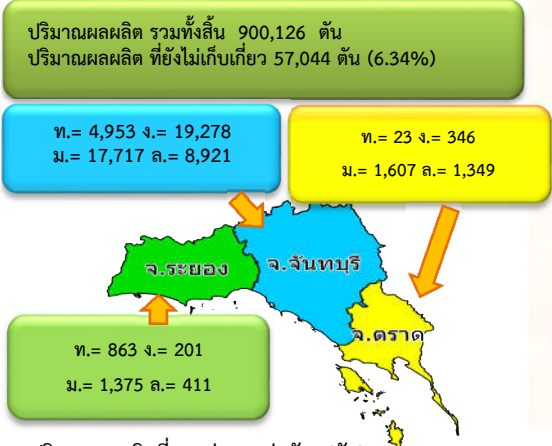 ปริมาณผลผลิต รวมทั้งสิ้น 900,126 ตัน
ปริมาณผลผลิต ที่ยังไม่เก็บเกี่ยว 57,044 ตัน (6.34%)
ท.= 4,953 ง.= 19,278
ม.= 17,717 ล.= 8,921
ท.= 23 ง.= 346
ม.= 1,607 ล.= 1,349
จ.ระยอง
จ.จันทบุรี
จ.ตราด
ท.= 863 ง.= 201
ม.= 1,375 ล.= 411